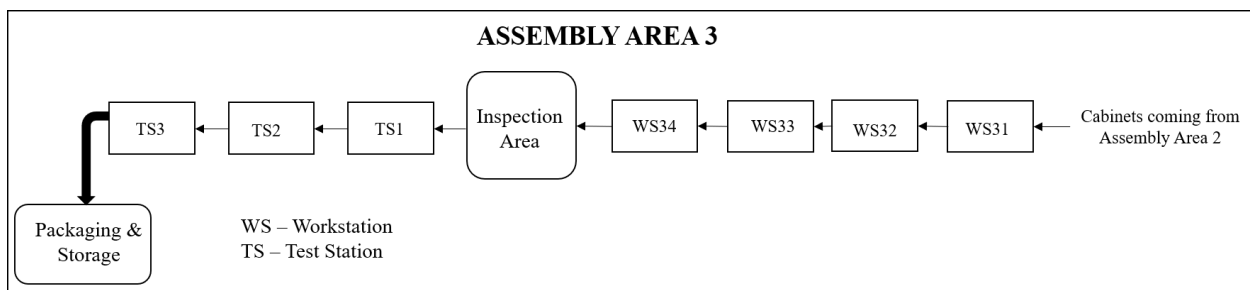 ASSEMBLY AREA 3
TS3
TS2
TS1
Inspection
Area
WS34
WS33
WS32
WS31
Cabinets coming from
Assembly Area 2
Packaging &
Storage
WS – Workstation
TS – Test Station